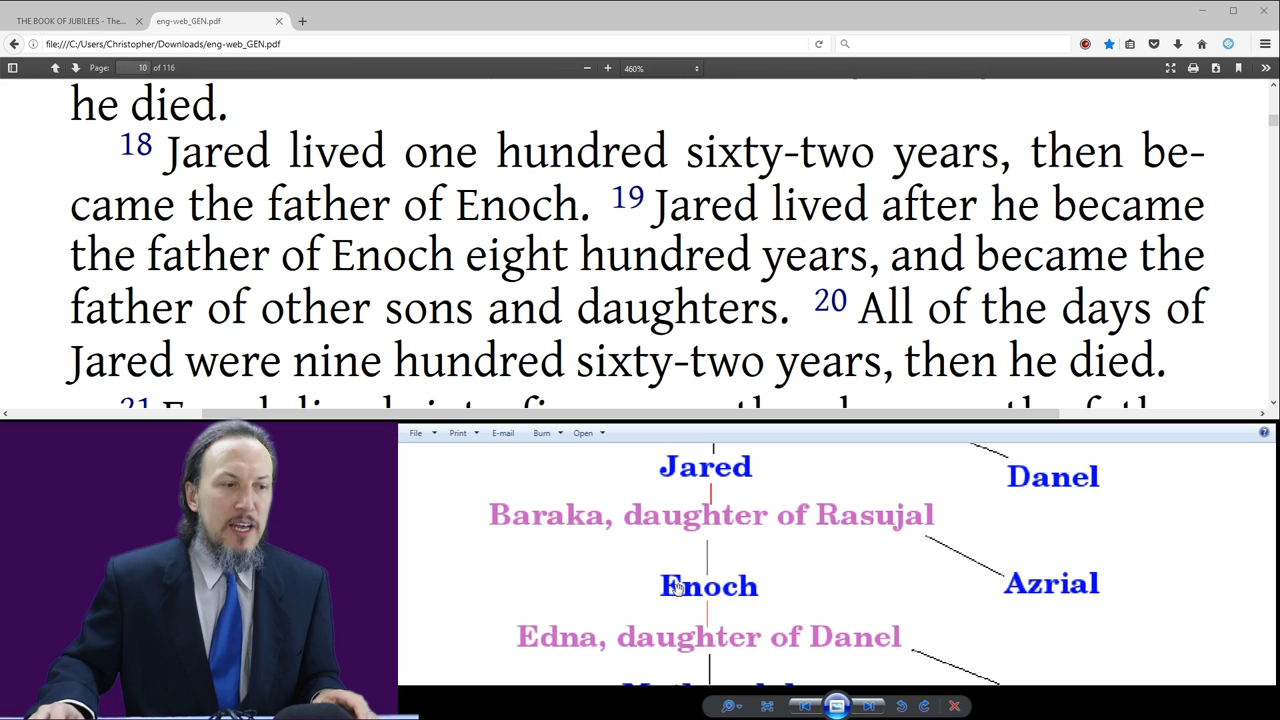 THE BOOK OF JUBILEES - The...
eng-web_GEN.pdf
file:///C:/Users/Christopher/Downloads/eng-web_GEN.pdf
Page: 10 of 116
460%
he died.
18 Jared lived one hundred sixty-two years, then be-
came the father of Enoch. 19 Jared lived after he became
the father of Enoch eight hundred years, and became the
father of other sons and daughters. 20 All of the days of
Jared were nine hundred sixty-two years, then he died.
21
File Print E-mail Burn Open
Jared
Danel
Baraka, daughter of Rasujal
Enoch
Azrial
Edna, daughter of Danel